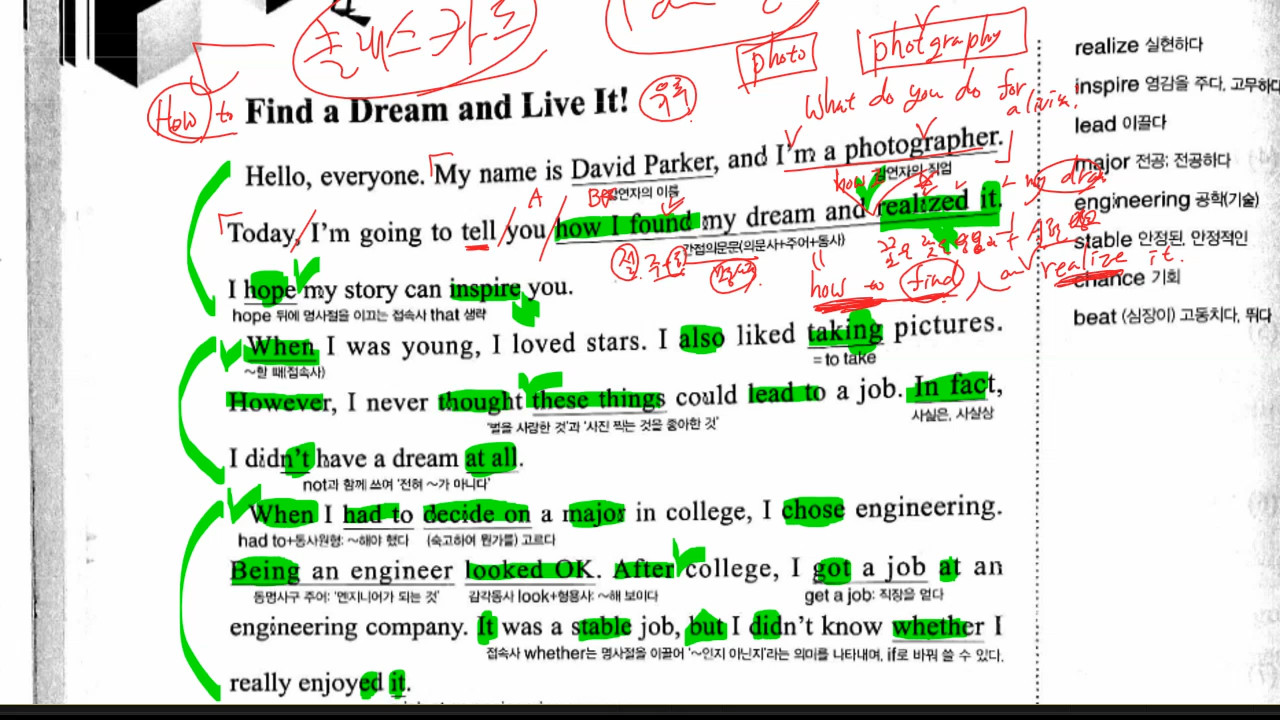 솔래스카르
photo
photography
How to Find a Dream and Live It!
What do you do for a
Hello, everyone. My name is David Parker, and I'm a photographer.
A
Today, I'm going to tell you how I found my dream and realized it.
간접의문문(의문사+주어+동사)
how to find
and realize it.
I hope my story can inspire you.
hope 뒤에 명사절을 이끄는 접속사 that 생략
When I was young, I loved stars. I also liked taking pictures.
~할 때(접속사)
= to take
However, I never thought these things could lead to a job. In fact,
'별을 사랑한 것'과 '사진 찍는 것을 좋아한 것'
사실은, 사실상
I didn't have a dream at all.
not과 함께 쓰여 '전혀 ~가 아니다'
When I had to decide on a major in college, I chose engineering.
had to+동사원형: ~해야 했다
(숙고하여 뭔가를) 고르다
Being an engineer looked OK. After college, I got a job at an
동명사구 주어: '엔지니어가 되는 것'
감각동사 look+형용사: ~해 보이다
get a job: 직장을 얻다
engineering company. It was a stable job, but I didn't know whether I
접속사 whether는 명사절을 이끌어 '~인지 아닌지'라는 의미를 나타내며, if로 바꿔 쓸 수 있다.
really enjoyed it.
realize 실현하다
inspire 영감을 주다, 고무하다
lead 이끌다
major 전공; 전공하다
engineering 공학(기술)
stable 안정된, 안정적인
chance 기회
beat (심장이) 고동치다, 뛰다